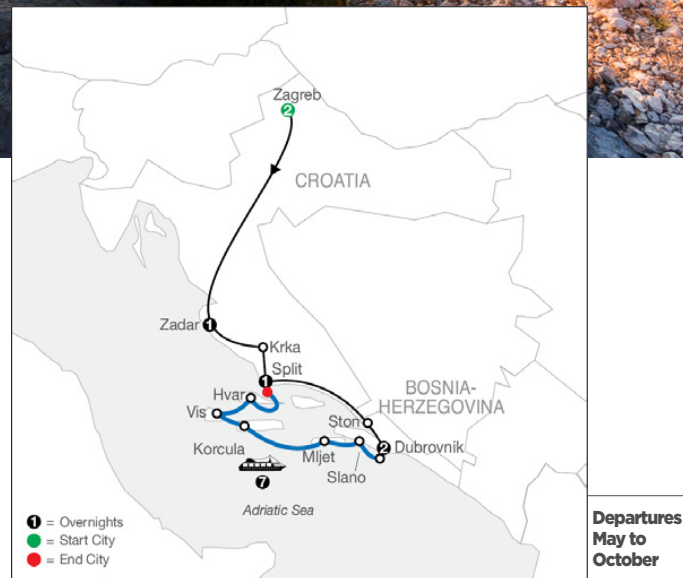 Zagreb
2
CROATIA
Zadar
1
Krka
Split
1
Hvar
BOSNIA-
HERZEGOVINA
Vis
Ston
Korcula
2
Dubrovnik
Mljet
Slano
7
Adriatic Sea
1 = Overnights
= Start City
= End City
Departures
May to
October